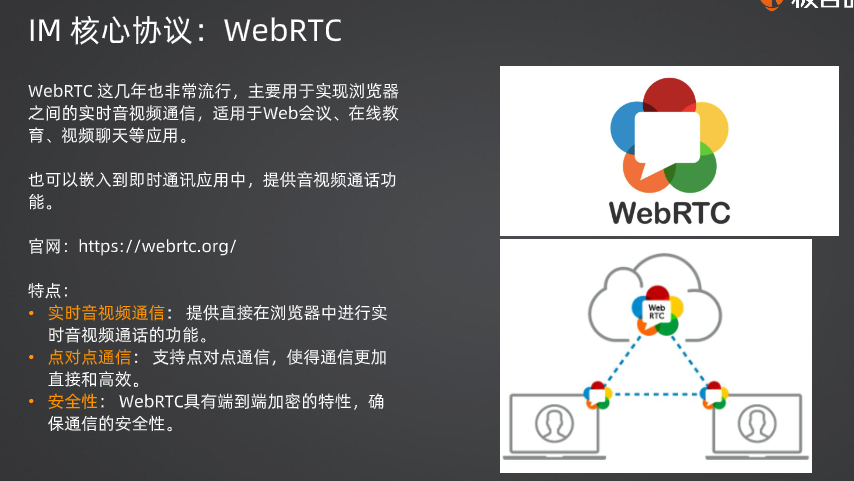 IM 核心协议：WebRTC
WebRTC 这几年也非常流行，主要用于实现浏览器
之间的实时音视频通信，适用于Web会议、在线教
育、视频聊天等应用。
也可以嵌入到即时通讯应用中，提供音视频通话功
能。
官网：https://webrtc.org/
特点：
• 实时音视频通信： 提供直接在浏览器中进行实
时音视频通话的功能。
• 点对点通信： 支持点对点通信，使得通信更加
直接和高效。
• 安全性： WebRTC具有端到端加密的特性，确
保通信的安全性。
WebRTC
Web
RTC